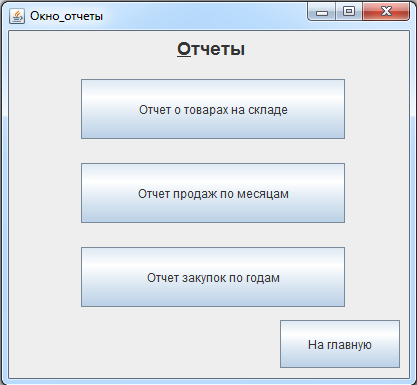 Окно_отчеты
Отчеты
Отчет о товарах на складе
Отчет продаж по месяцам
Отчет закупок по годам
На главную